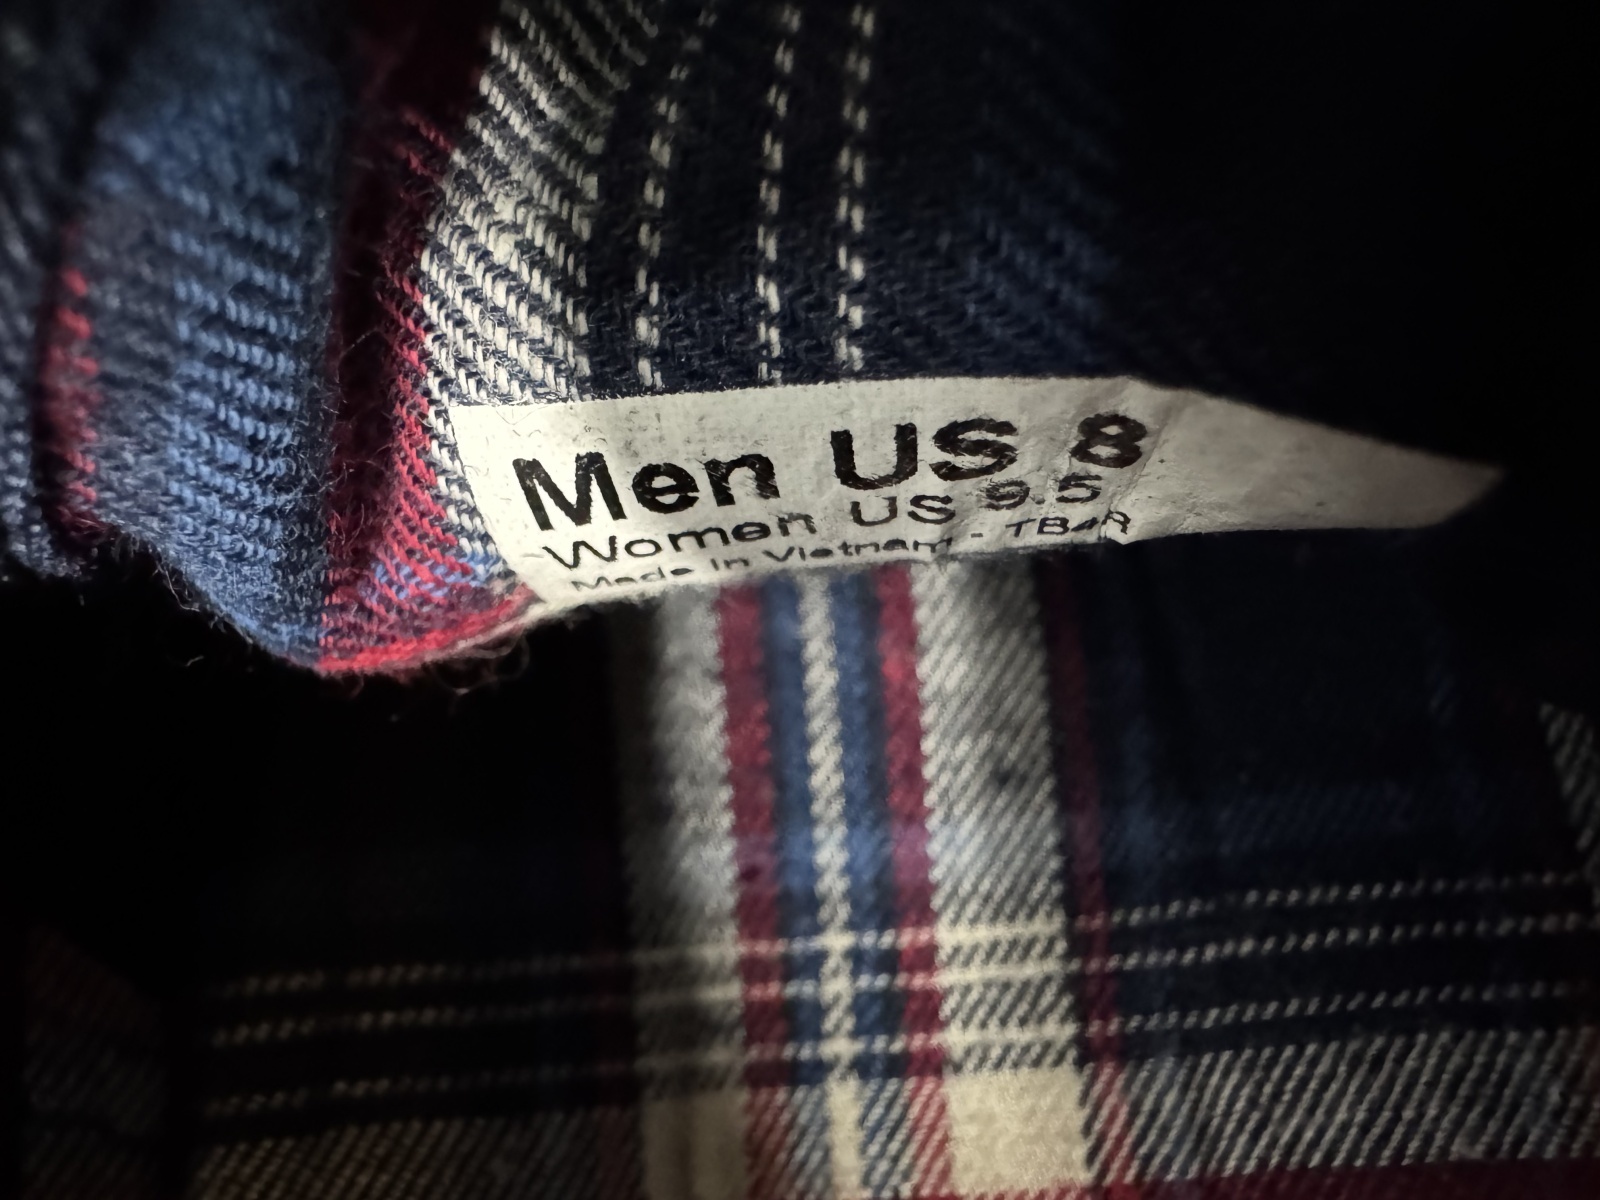 Men US 8
Women US 9.5
Made In Vietnam - TB4R